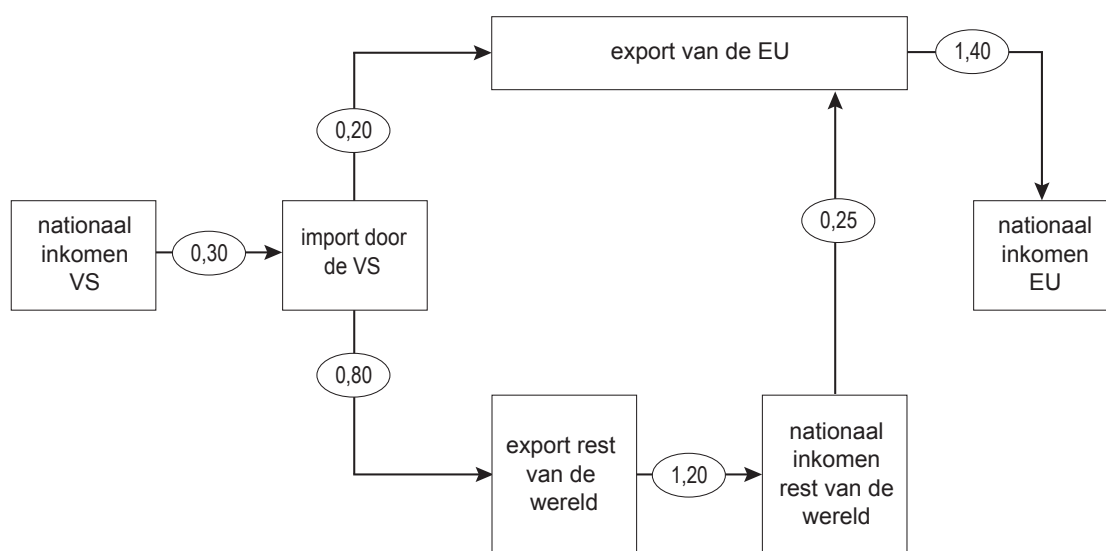 export van de EU
1,40
0,20
nationaal
inkomen
VS
0,30
import door
de VS
0,25
nationaal
inkomen
EU
0,80
export rest
van de
wereld
1,20
nationaal
inkomen
rest van de
wereld